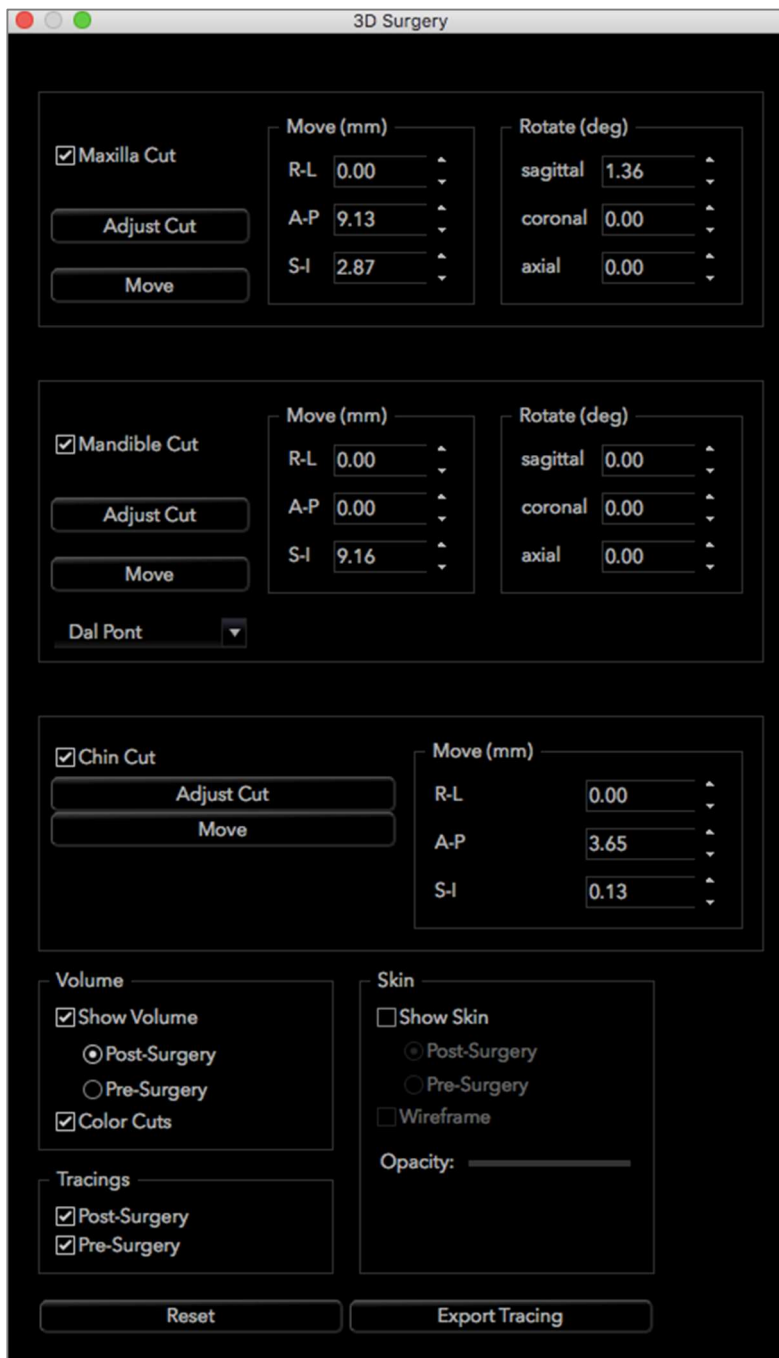 3D Surgery
Maxilla Cut
Adjust Cut
Move
Move (mm)
R-L 0.00
A-P 9.13
S-I 2.87
Rotate (deg)
sagittal 1.36
coronal 0.00
axial 0.00
Mandible Cut
Adjust Cut
Move
Dal Pont
Move (mm)
R-L 0.00
A-P 0.00
S-I 9.16
Rotate (deg)
sagittal 0.00
coronal 0.00
axial 0.00
Chin Cut
Adjust Cut
Move
Move (mm)
R-L 0.00
A-P 3.65
S-I 0.13
Volume
Show Volume
Post-Surgery
Pre-Surgery
Color Cuts
Tracings
Post-Surgery
Pre-Surgery
Skin
Show Skin
Post-Surgery
Pre-Surgery
Wireframe
Opacity:
Reset
Export Tracing